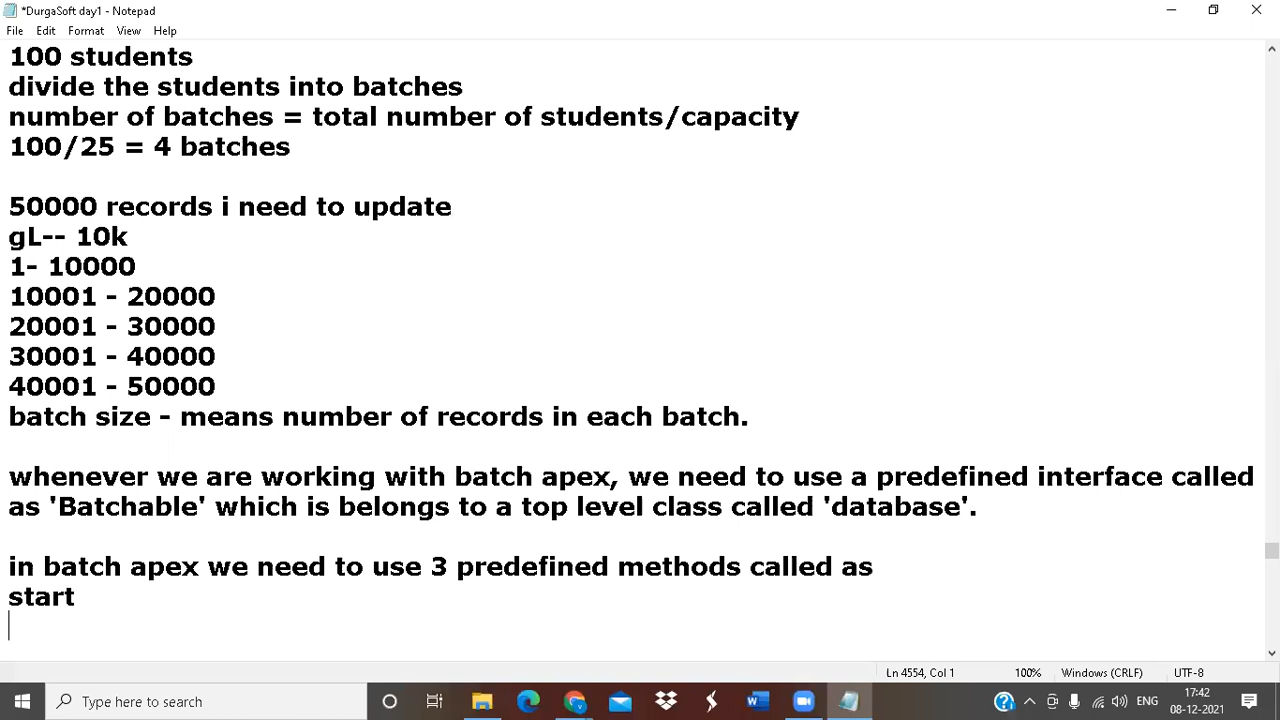 *DurgaSoft day1 - Notepad
File Edit Format View Help
100 students
divide the students into batches
number of batches = total number of students/capacity
100/25 = 4 batches
50000 records i need to update
gL-- 10k
1- 10000
10001 - 20000
20001 - 30000
30001 - 40000
40001 - 50000
batch size - means number of records in each batch.
whenever we are working with batch apex, we need to use a predefined interface called
as 'Batchable' which is belongs to a top level class called 'database'.
in batch apex we need to use 3 predefined methods called as
start
Ln 4554, Col 1 100% Windows (CRLF) UTF-8
Type here to search
ENG
17:42
08-12-2021